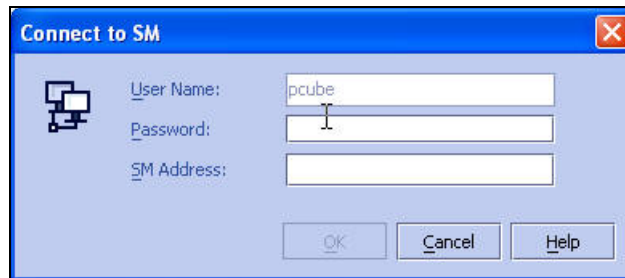 Connect to SM
User Name: pcube
Password:
SM Address:
OK Cancel Help